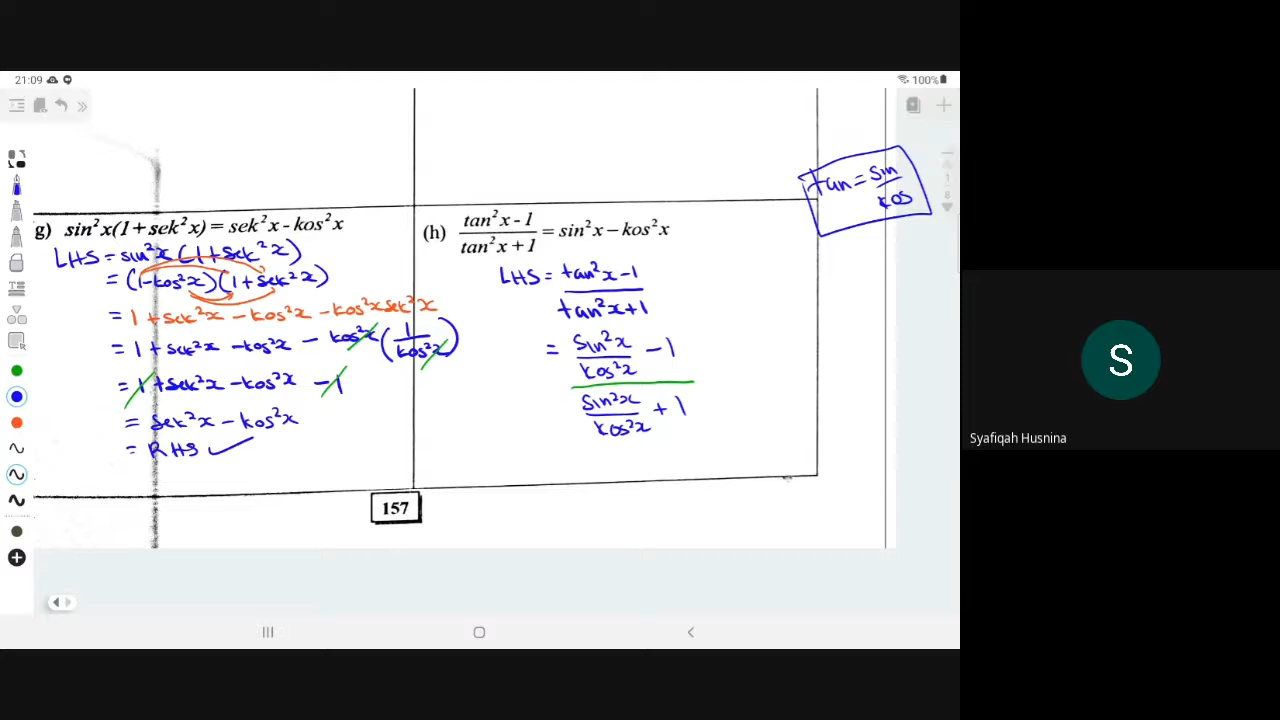 21:09
100%
tan = sin/kos
g) sin²x(1 + sek²x) = sek²x - kos²x
LHS = sin²x (1 + sek²x)
= (1-kos²x)(1+sek²x)
= 1 + sek²x - kos²x - kos²x sek²x
= 1 + sek²x - kos²x - kos²x (1/kos²x)
= 1 + sek²x - kos²x - 1
= sek²x - kos²x
= RHS ✓
(h) tan²x - 1 / tan²x + 1 = sin²x – kos²x
LHS = tan²x - 1 / tan²x + 1
= sin²x/kos²x - 1 / sin²x/kos²x + 1
157
S
Syafiqah Husnina
1
8